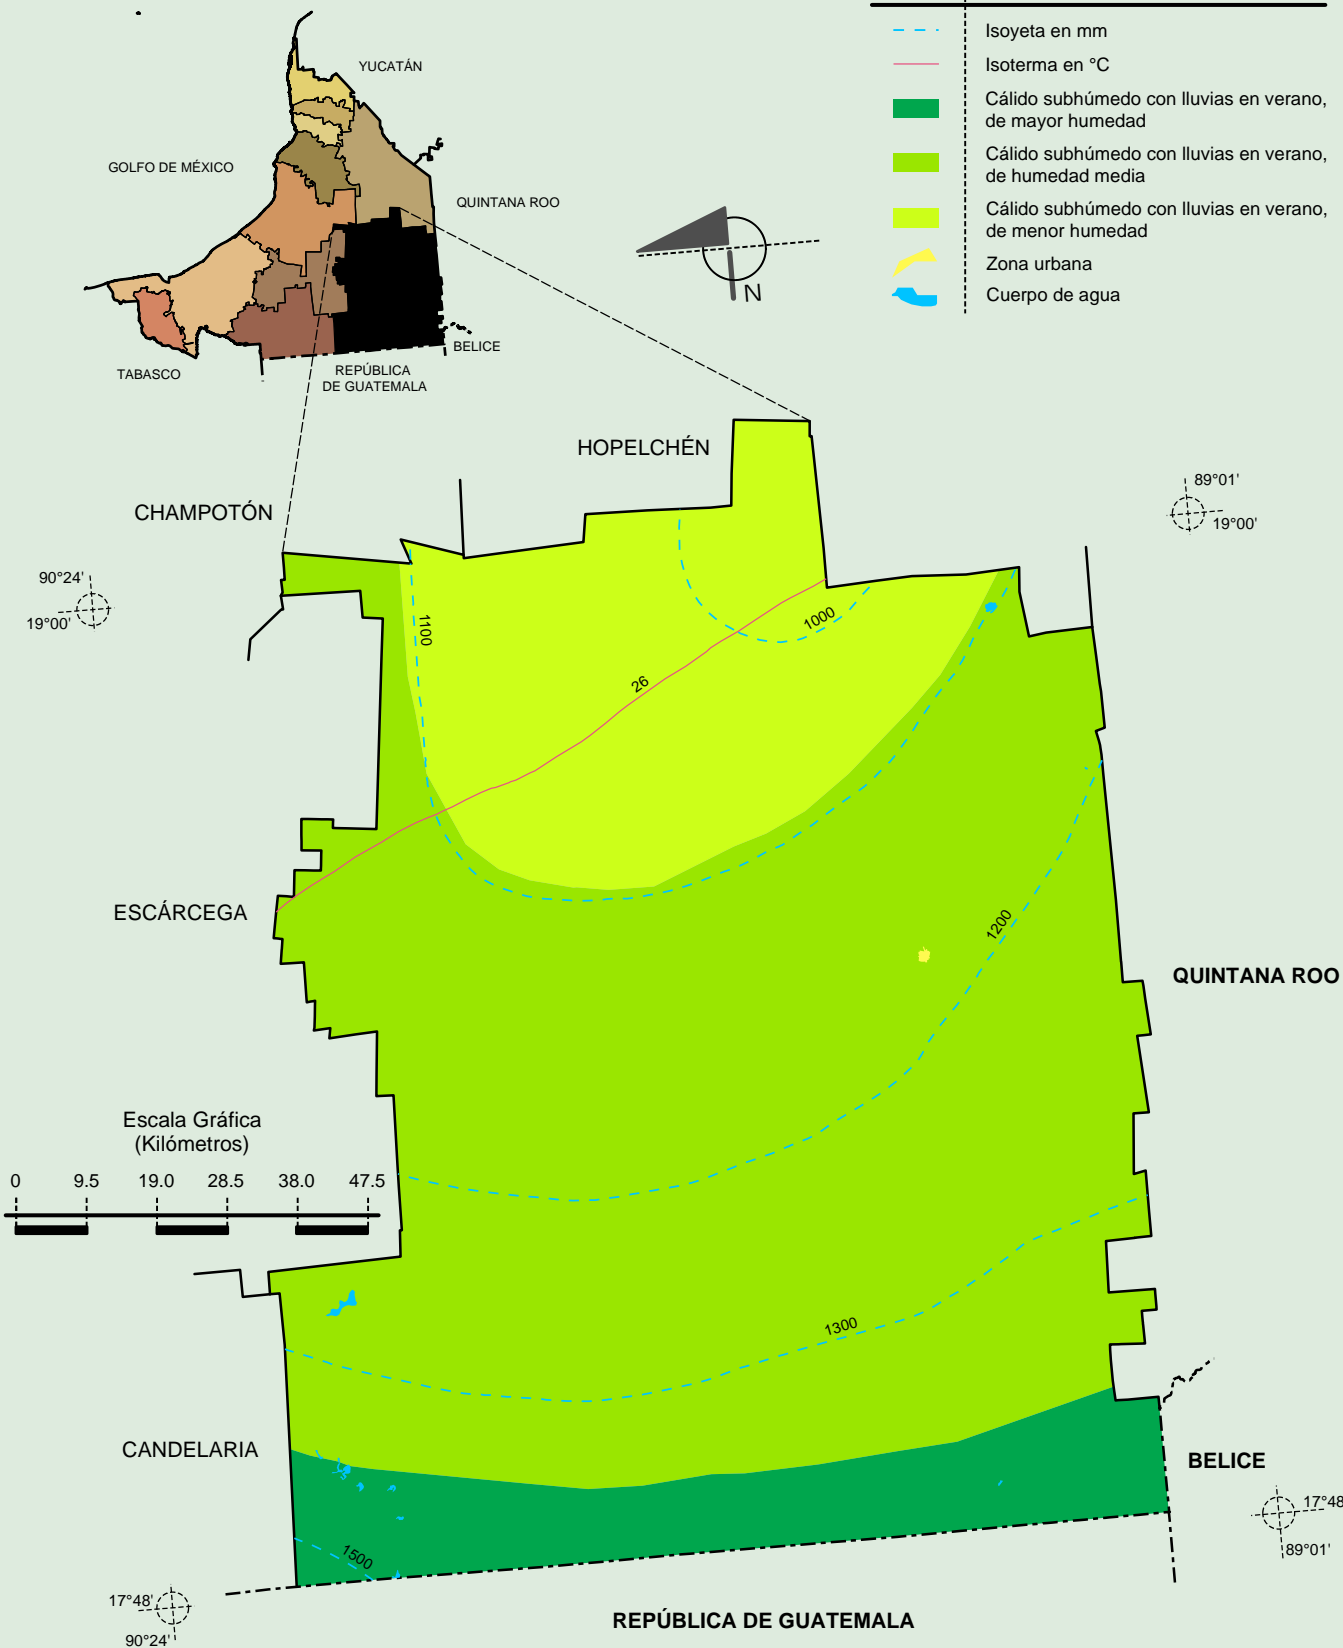 Isoyeta en mm
Isoterma en °C
Cálido subhúmedo con lluvias en verano,
de mayor humedad
Cálido subhúmedo con lluvias en verano,
de humedad media
Cálido subhúmedo con lluvias en verano,
de menor humedad
Zona urbana
Cuerpo de agua
YUCATÁN
GOLFO DE MÉXICO
QUINTANA ROO
BELICE
TABASCO
REPÚBLICA
DE GUATEMALA
N
HOPELCHÉN
CHAMPOTÓN
89°01'
19°00'
90°24'
19°00'
1100
1000
26
ESCÁRCEGA
1200
QUINTANA ROO
Escala Gráfica
(Kilómetros)
0 9.5 19.0 28.5 38.0 47.5
1300
CANDELARIA
BELICE
17°48'
89°01'
1500
17°48'
90°24'
REPÚBLICA DE GUATEMALA